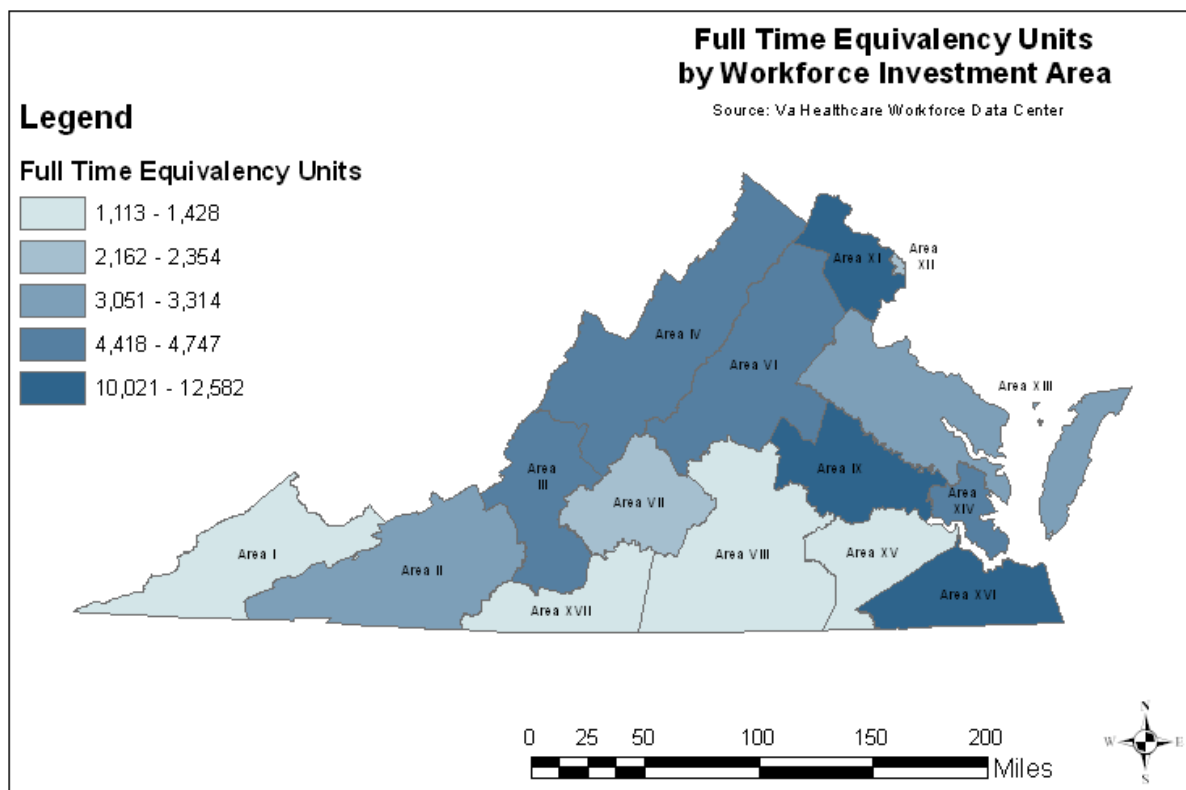 Full Time Equivalency Units
by Workforce Investment Area
Source: Va Healthcare Workforce Data Center
Legend
Full Time Equivalency Units
1,113 - 1,428
2,162 - 2,354
3,051 - 3,314
4,418 - 4,747
10,021 - 12,582
Area XI
Area
XII
Area IV
Area VI
Area XIII
Area
III
Area IX
Area
XIV
Area VII
Area I
Area II
Area VIII
Area XV
Area XVII
Area XVI
0 25 50 100 150 200
Miles
N
W E
S